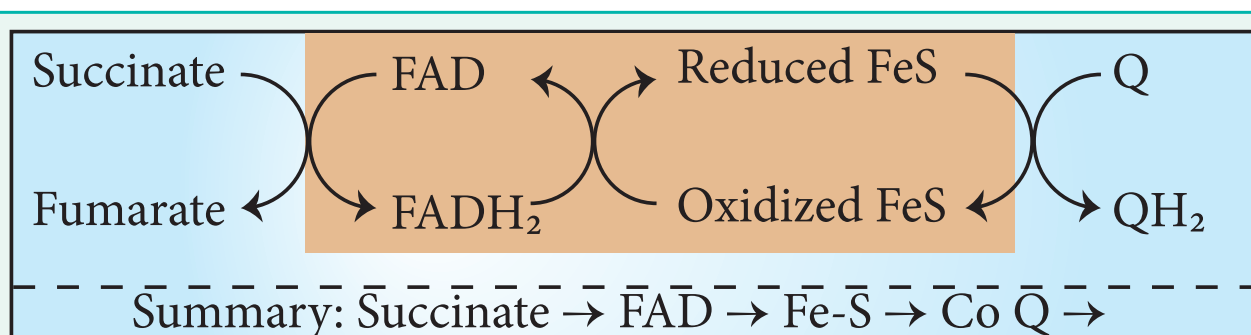 Succinate FAD Reduced FeS Q
Fumarate FADH₂ Oxidized FeS QH₂
Summary: Succinate → FAD → Fe-S → Co Q →